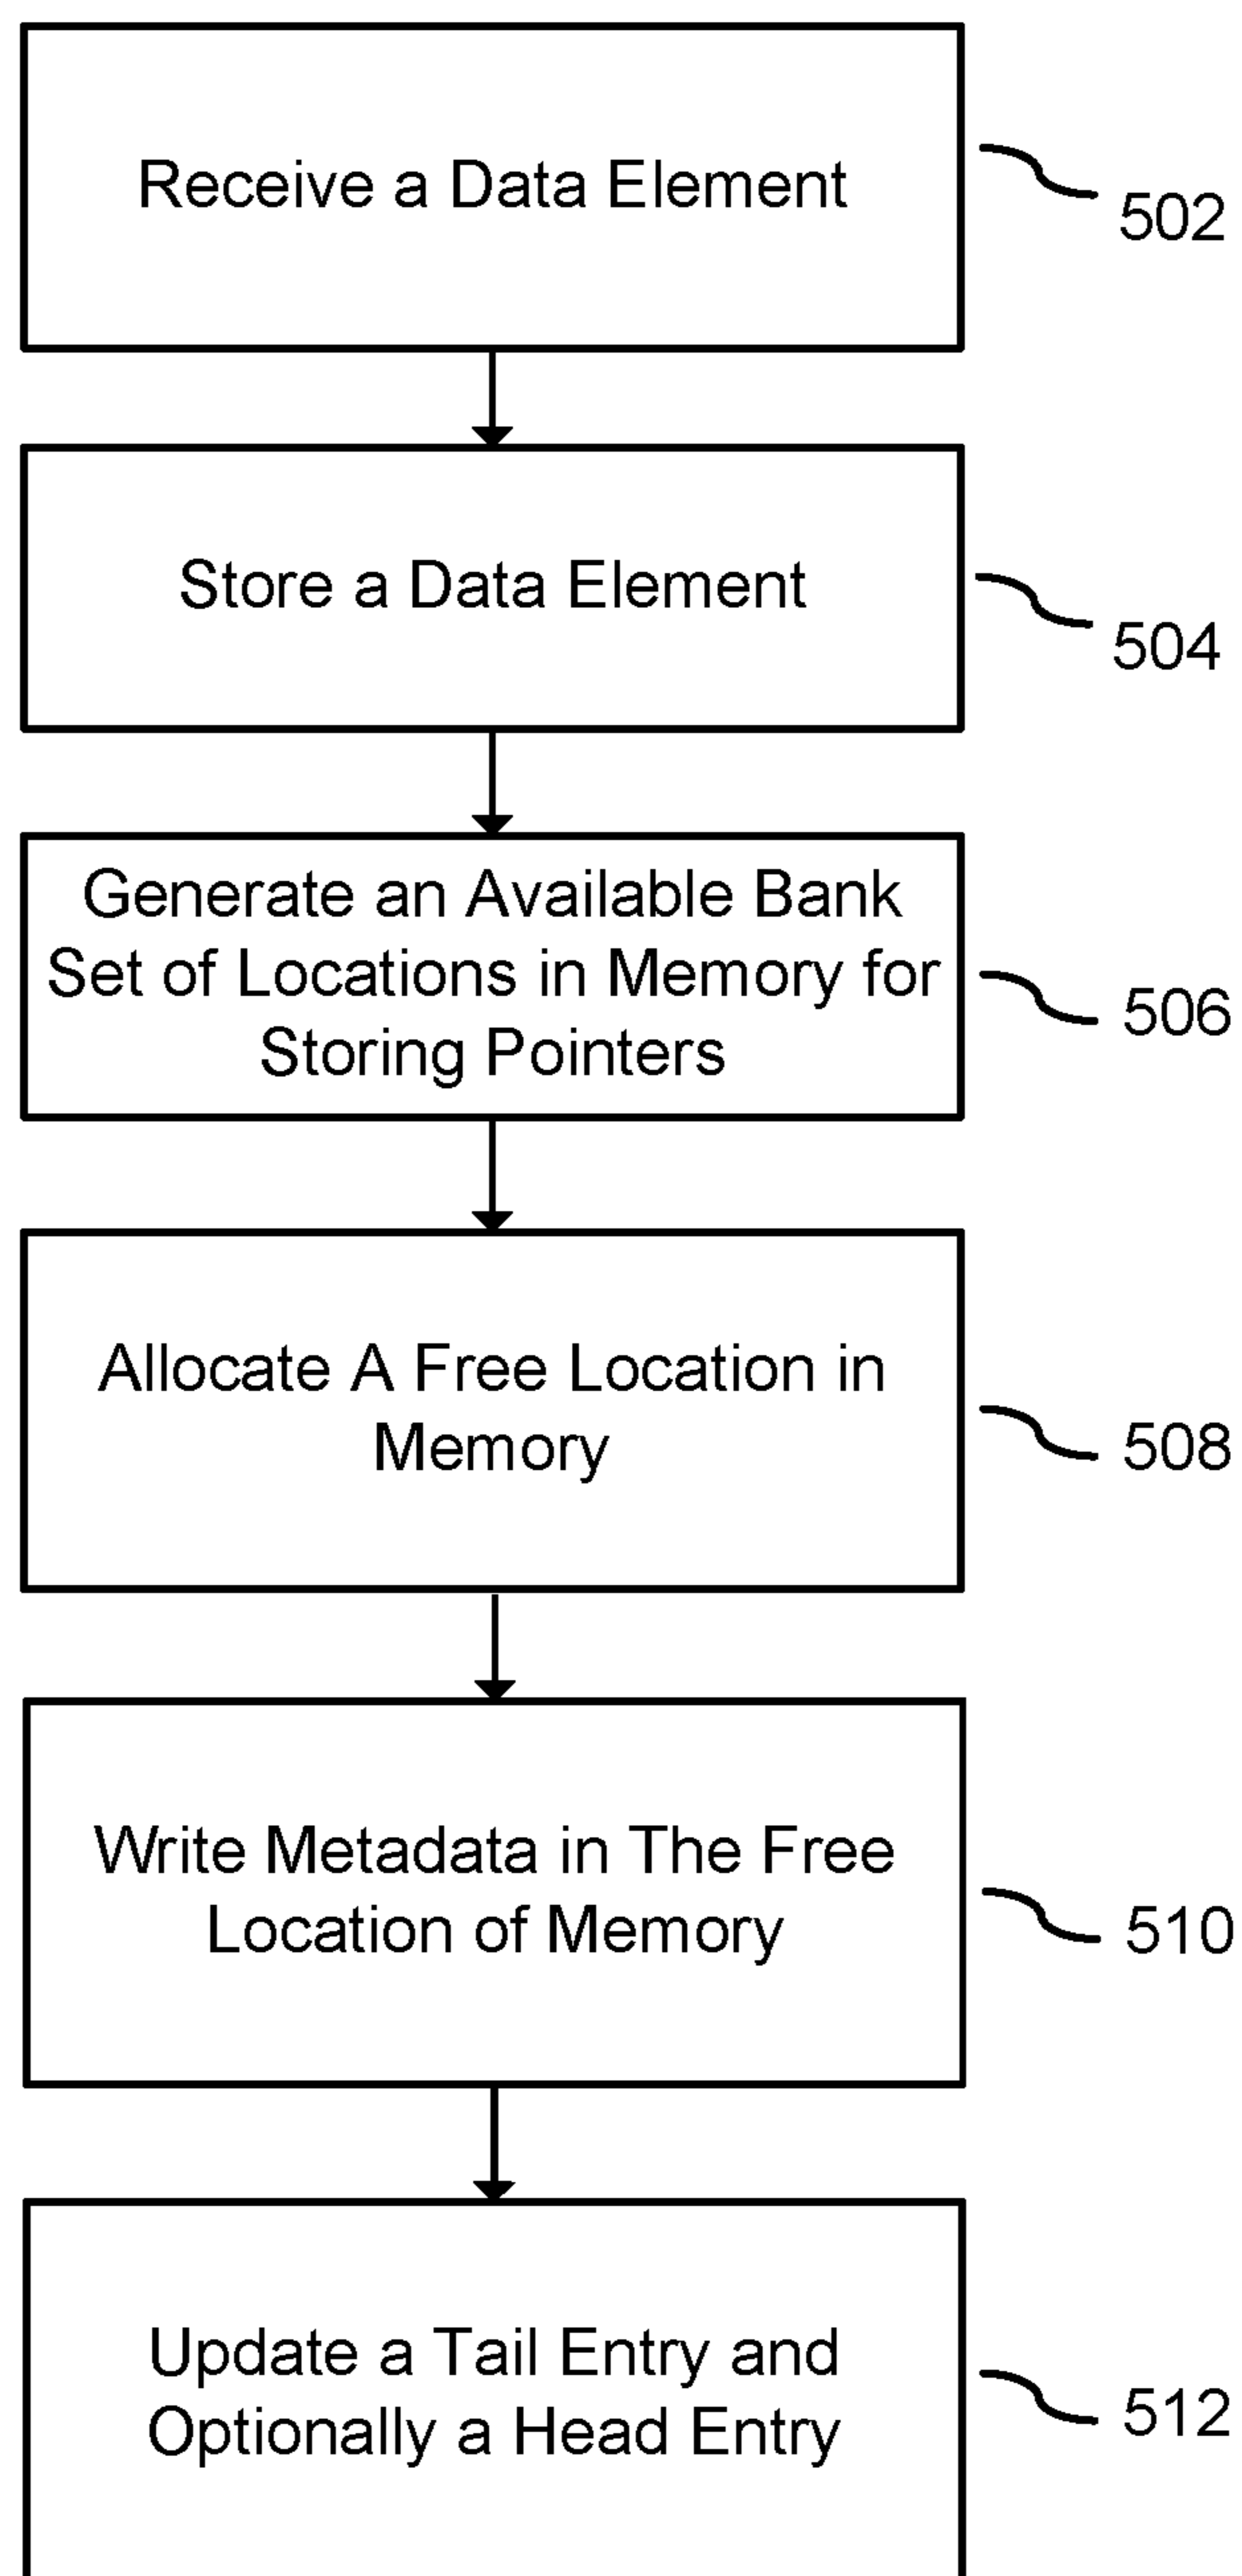 Receive a Data Element
502
Store a Data Element
504
Generate an Available Bank
Set of Locations in Memory for
Storing Pointers
506
Allocate A Free Location in
Memory
508
Write Metadata in The Free
Location of Memory
510
Update a Tail Entry and
Optionally a Head Entry
512